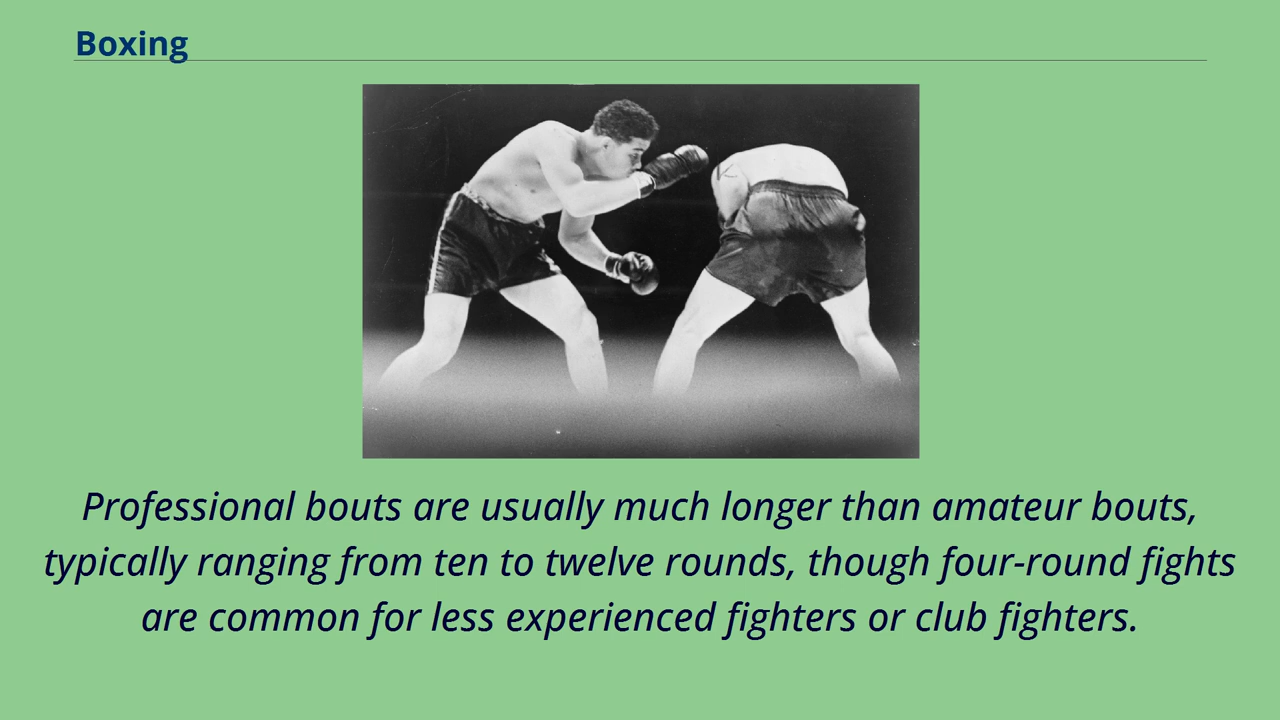 Boxing
Professional bouts are usually much longer than amateur bouts,
typically ranging from ten to twelve rounds, though four-round fights
are common for less experienced fighters or club fighters.